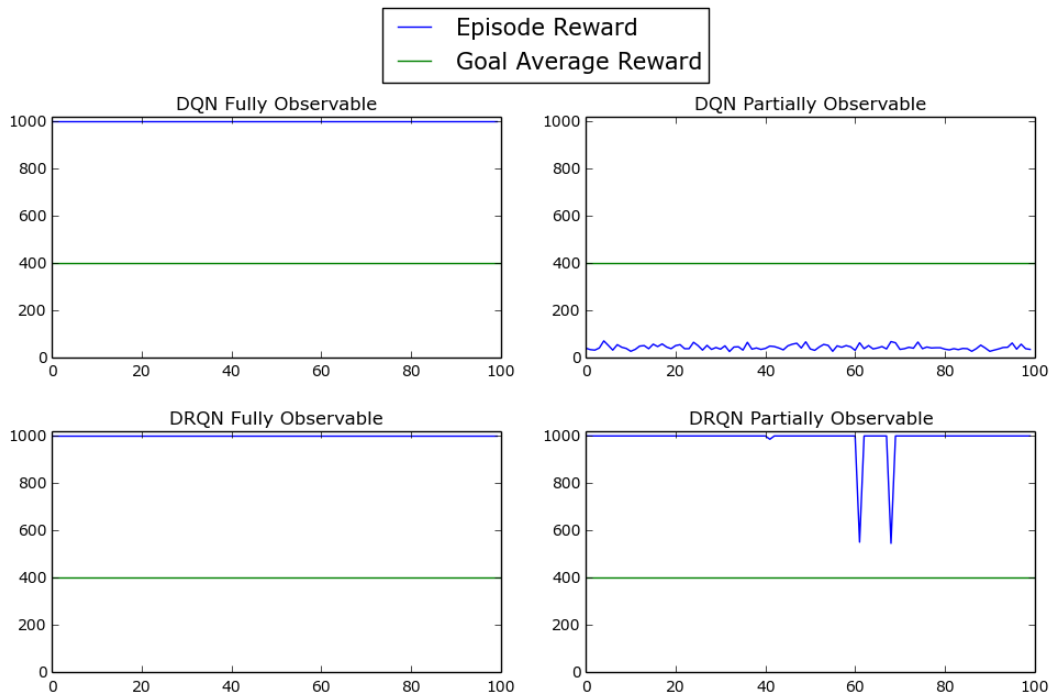 Episode Reward
Goal Average Reward
DQN Fully Observable
1000
800
600
400
200
0
0 20 40 60 80 100
DQN Partially Observable
1000
800
600
400
200
0
0 20 40 60 80 100
DRQN Fully Observable
1000
800
600
400
200
0
0 20 40 60 80 100
DRQN Partially Observable
1000
800
600
400
200
0
0 20 40 60 80 100